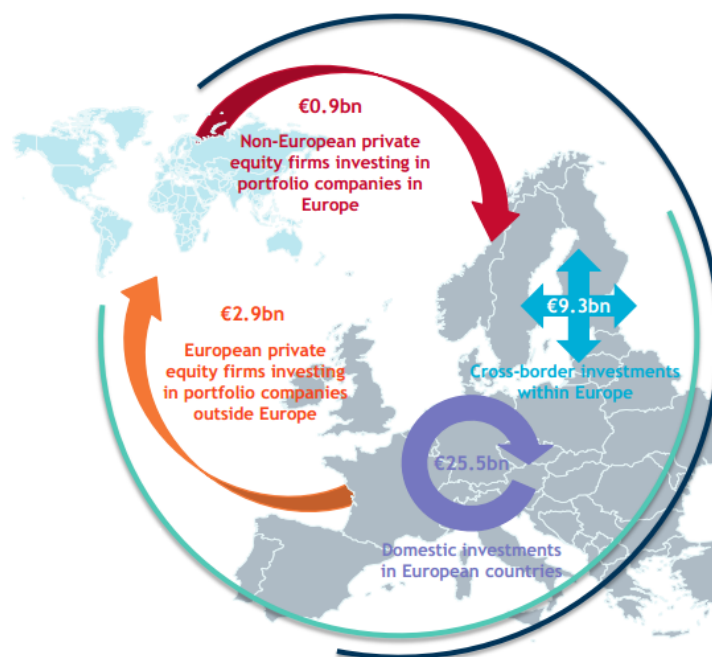 €0.9bn
Non-European private
equity firms investing in
portfolio companies in
Europe
€2.9bn
European private
equity firms investing
in portfolio companies
outside Europe
€9.3bn
Cross-border investments
within Europe
€25.5bn
Domestic investments
in European countries